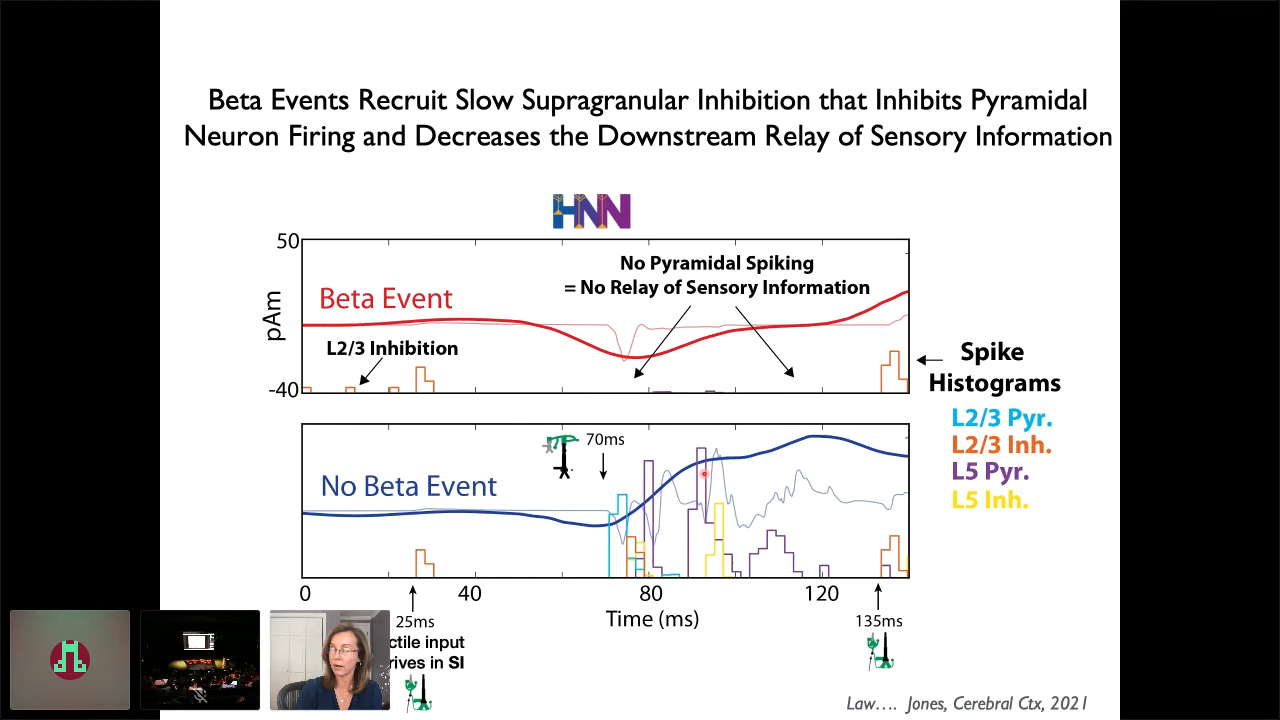 Beta Events Recruit Slow Supragranular Inhibition that Inhibits Pyramidal
Neuron Firing and Decreases the Downstream Relay of Sensory Information
HNN
50
pAm
-40
Beta Event
No Pyramidal Spiking
= No Relay of Sensory Information
L2/3 Inhibition
Spike
Histograms
L2/3 Pyr.
L2/3 Inh.
L5 Pyr.
L5 Inh.
70ms
No Beta Event
0
40
80
120
Time (ms)
25ms
ctile input
rives in SI
135ms
Law…. Jones, Cerebral Ctx, 2021